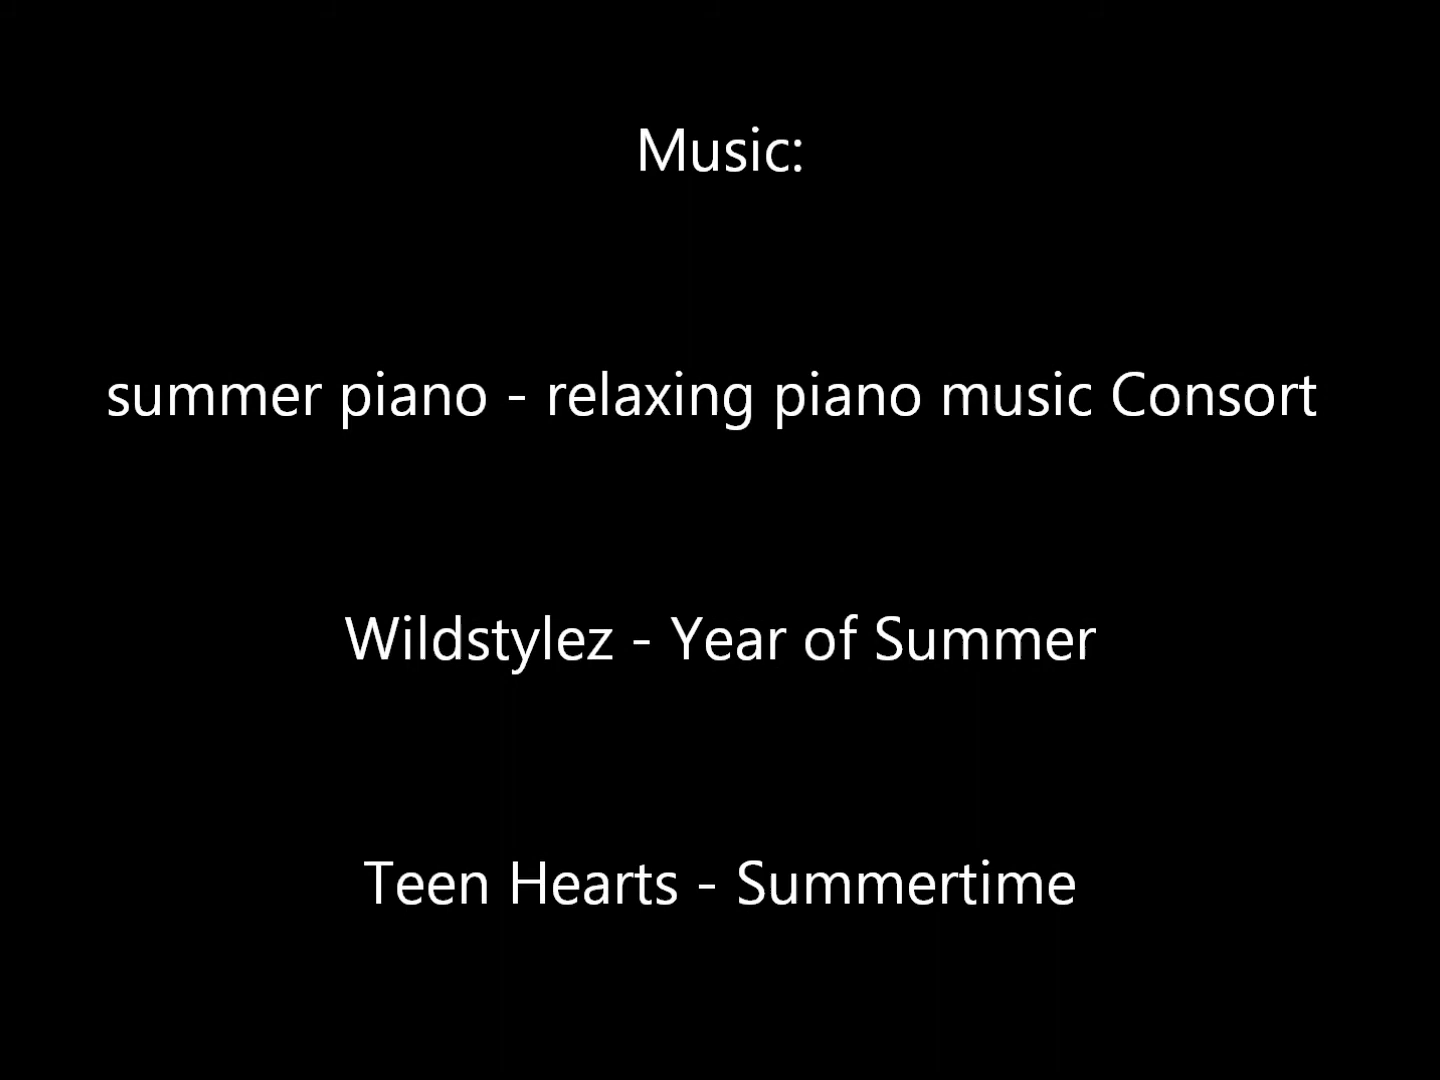 Music:
summer piano - relaxing piano music Consort
Wildstylez - Year of Summer
Teen Hearts - Summertime